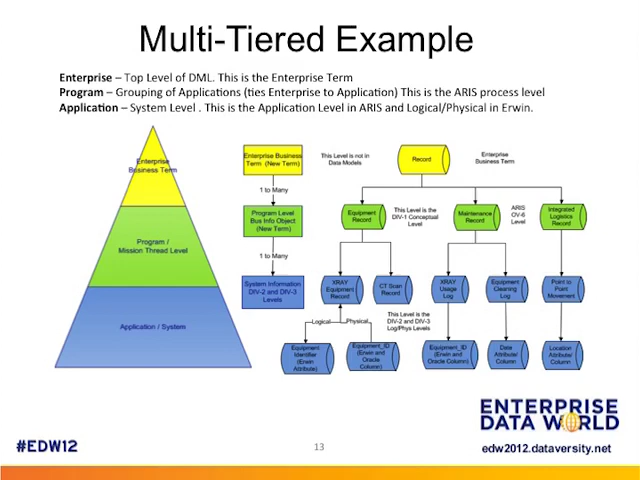 Multi-Tiered Example
Enterprise – Top Level of DML. This is the Enterprise Term
Program – Grouping of Applications (ties Enterprise to Application) This is the ARIS process level
Application – System Level . This is the Application Level in ARIS and Logical/Physical in Erwin.
Enterprise
Business Term
Program /
Mission Thread Level
Application / System
Enterprise Business
Term (New Term)
1 to Many
Program Level
Bus Info Object
(New Term)
1 to Many
System Information
DIV-2 and DIV-3
Levels
This Level is not in
Data Models
Record
Enterprise
Business Term
Equipment
Record
This Level is the
DIV-1 Conceptual
Level
Maintenance
Record
ARIS
OV-6
Level
Integrated
Logistics
Record
XRAY
Equipment
Record
CT Scan
Record
XRAY
Usage
Log
Equipment
Cleaning
Log
Point to
Point
Movement
Logical
Physical
This Level is the
DIV-2 and DIV-3
Log/Phys Levels
Equipment
Identifier
(Erwin
Attribute)
Equipment_ID
(Erwin and
Oracle
Column)
Equipment_ID
(Erwin and
Oracle Column)
Data
Attribute/
Column
Location
Attribute/
Column
ENTERPRISE
DATA WORLD
#EDW12
13
edw2012.dataversity.net